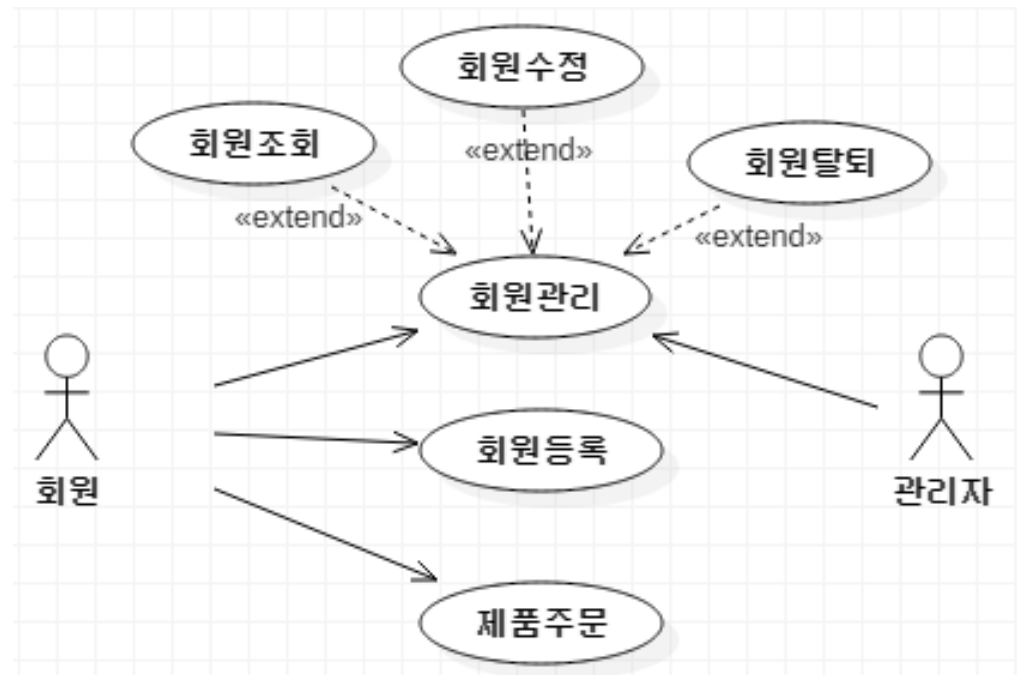 회원수정
회원조회
«extend»
회원탈퇴
«extend»
«extend»
회원관리
회원등록
회원
관리자
제품주문